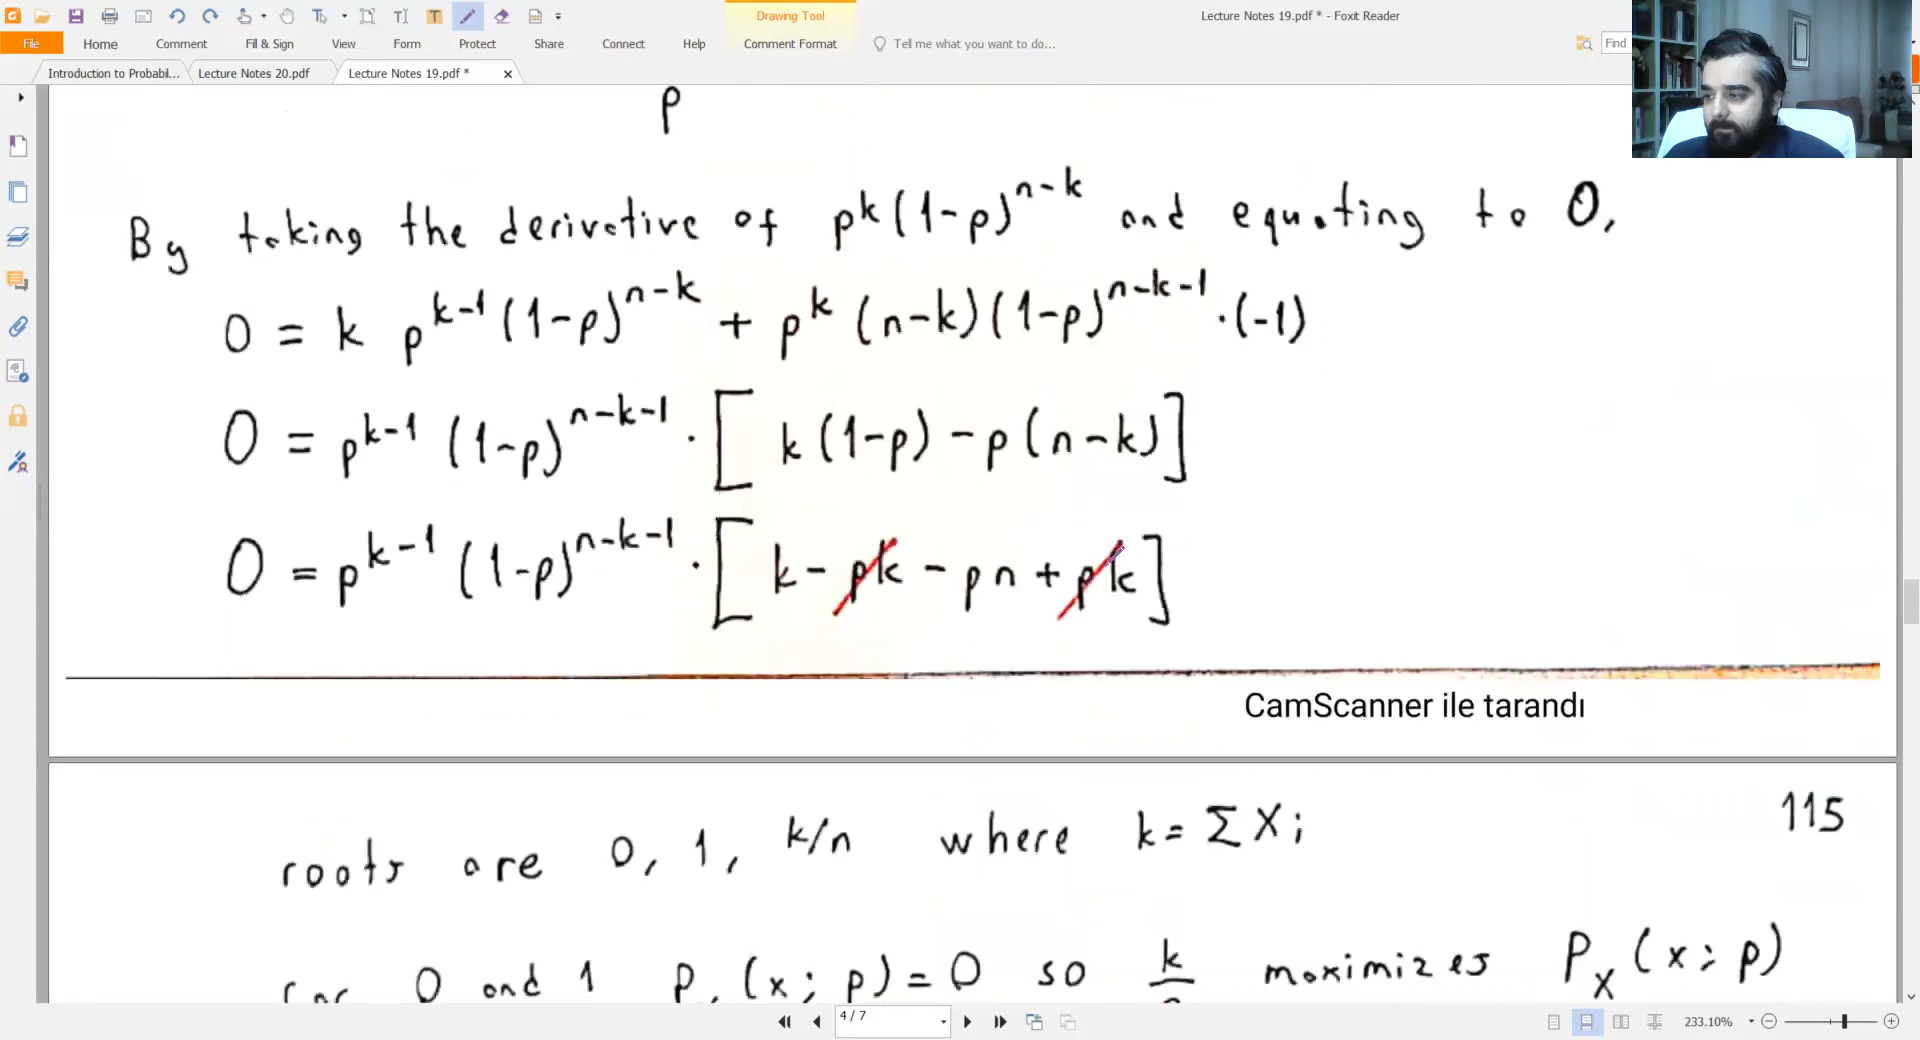 Drawing Tool
Lecture Notes 19.pdf * - Foxit Reader
File Home Comment Fill & Sign View Form Protect Share Connect Help Comment Format Tell me what you want to do... Find
Introduction to Probabil... Lecture Notes 20.pdf Lecture Notes 19.pdf *
p
By taking the derivative of p^k (1-p)^{n-k} and equating to 0,
0 = k p^{k-1} (1-p)^{n-k} + p^k (n-k) (1-p)^{n-k-1} . (-1)
0 = p^{k-1} (1-p)^{n-k-1} . [ k (1-p) - p (n-k) ]
0 = p^{k-1} (1-p)^{n-k-1} . [ k - pk - pn + pk ]
CamScanner ile tarandı
115
roots are 0, 1, k/n where k = Σ Xi
0 and 1 P (x; p) = 0 so k maximizes P_X (x; p)
4 / 7
233.10%